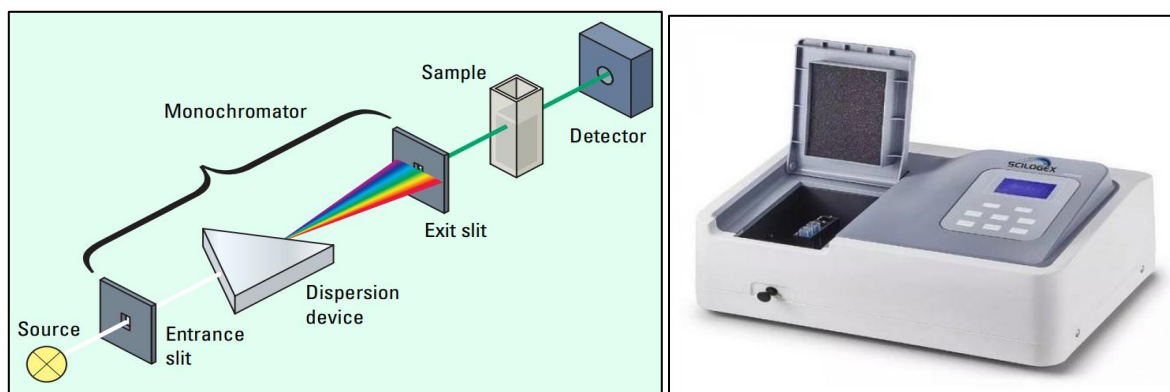 Sample
Monochromator
Detector
Exit slit
Dispersion
device
Source
Entrance
slit
SCILOGEX